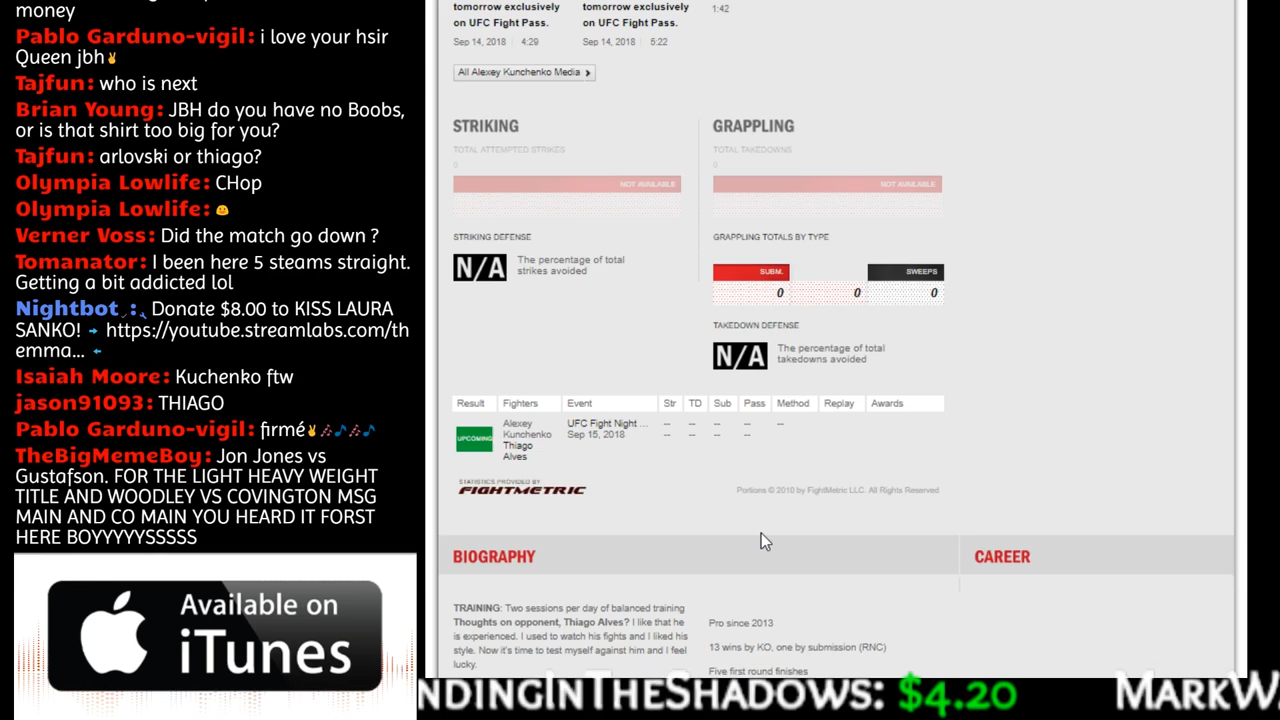 money
Pablo Garduno-vigil: i love your hsir
Queen jbh✌
Tajfun: who is next
Brian Young: JBH do you have no Boobs,
or is that shirt too big for you?
Tajfun: arlovski or thiago?
Olympia Lowlife: CHop
Olympia Lowlife:
Verner Voss: Did the match go down ?
Tomanator: I been here 5 steams straight.
Getting a bit addicted lol
Nightbot : Donate $8.00 to KISS LAURA
SANKO! → https://youtube.streamlabs.com/th
emma... ←
Isaiah Moore: Kuchenko ftw
jason91093: THIAGO
Pablo Garduno-vigil: firmé✌🎶🎵🎶🎵
TheBigMemeBoy: Jon Jones vs
Gustafson. FOR THE LIGHT HEAVY WEIGHT
TITLE AND WOODLEY VS COVINGTON MSG
MAIN AND CO MAIN YOU HEARD IT FORST
HERE BOYYYYYSSSSS
Available on
iTunes
tomorrow exclusively
on UFC Fight Pass.
Sep 14, 2018 | 4:29
tomorrow exclusively
on UFC Fight Pass.
Sep 14, 2018 | 5:22
1:42
All Alexey Kunchenko Media
STRIKING
TOTAL ATTEMPTED STRIKES
0
NOT AVAILABLE
STRIKING DEFENSE
N/A The percentage of total
strikes avoided
GRAPPLING
TOTAL TAKEDOWNS
0
NOT AVAILABLE
GRAPPLING TOTALS BY TYPE
SUBM. SWEEPS
0 0 0
TAKEDOWN DEFENSE
N/A The percentage of total
takedowns avoided
Result Fighters Event Str TD Sub Pass Method Replay Awards
UPCOMING
Alexey
Kunchenko
Thiago
Alves
UFC Fight Night ...
Sep 15, 2018
-- -- -- -- --
-- -- -- --
STATISTICS PROVIDED BY
FIGHTMETRIC
Portions © 2010 by FightMetric LLC. All Rights Reserved
BIOGRAPHY
CAREER
TRAINING: Two sessions per day of balanced training
Thoughts on opponent, Thiago Alves? I like that he
is experienced. I used to watch his fights and I liked his
style. Now it's time to test myself against him and I feel
lucky.
Pro since 2013
13 wins by KO, one by submission (RNC)
Five first round finishes
NDINGINTHESHADOWS: $4.20 MARKW